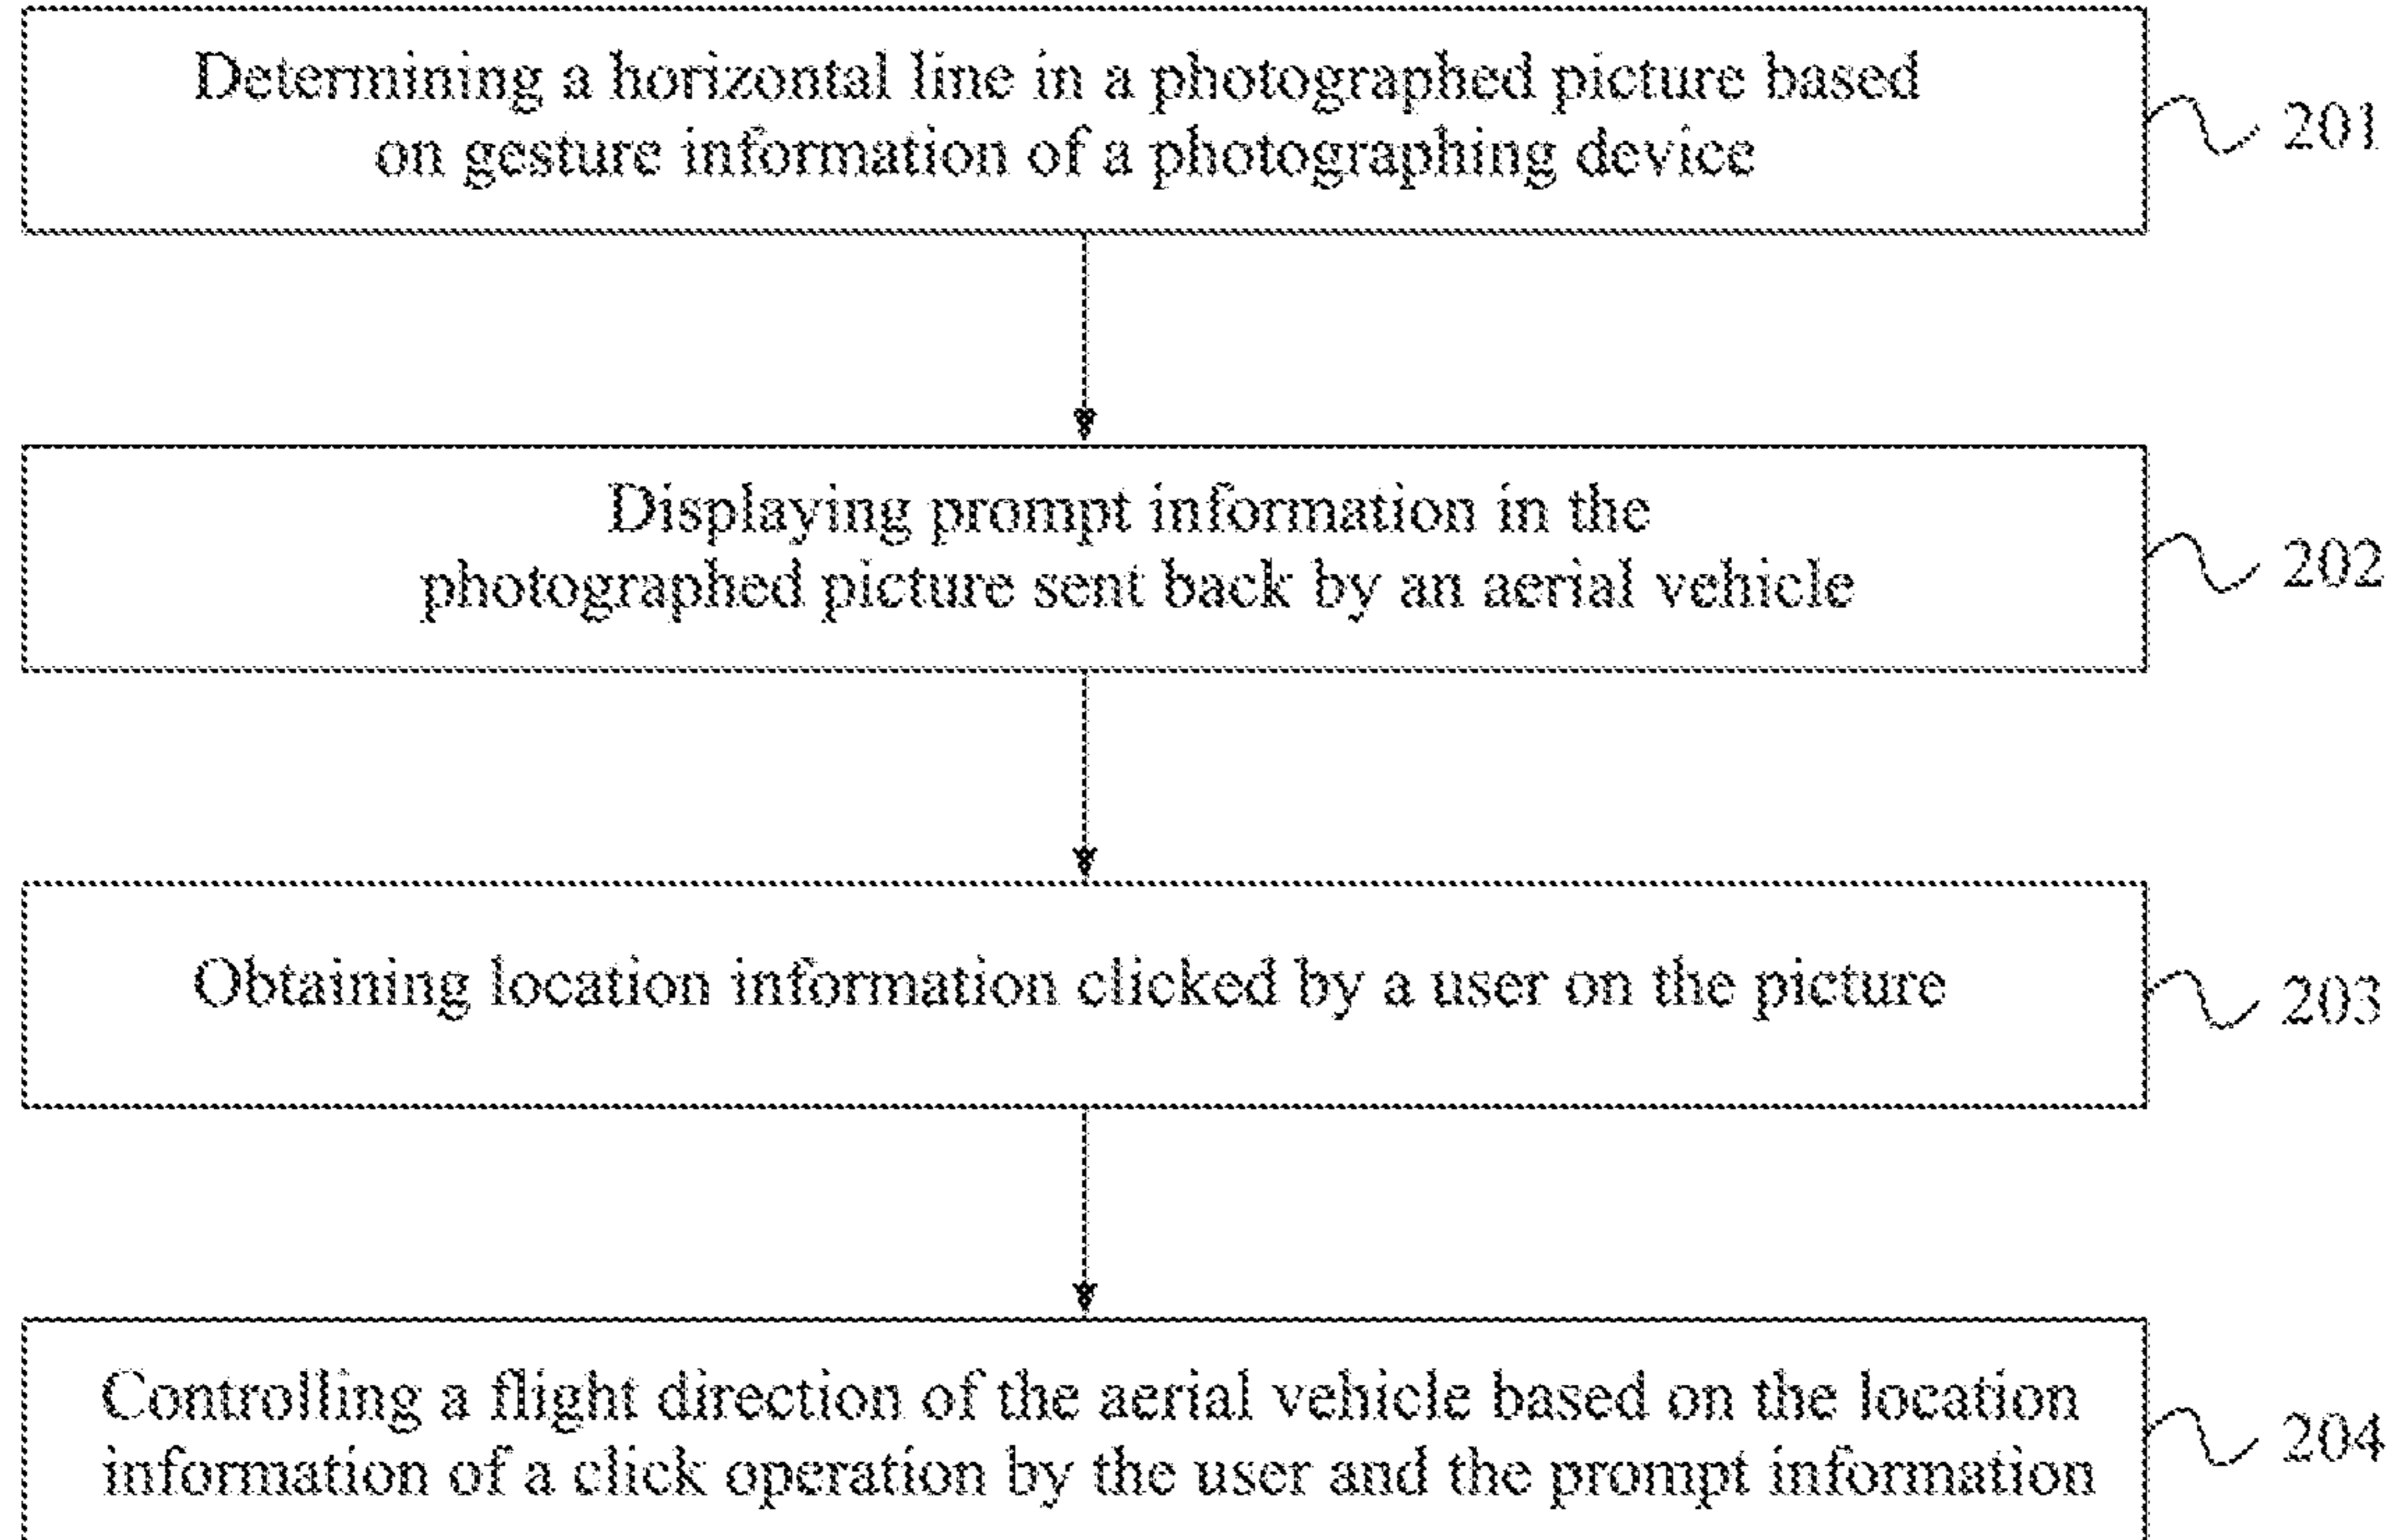 Determining a horizontal line in a photographed picture based
on gesture information of a photographing device
201
Displaying prompt information in the
photographed picture sent back by an aerial vehicle
202
Obtaining location information clicked by a user on the picture
203
Controlling a flight direction of the aerial vehicle based on the location
information of a click operation by the user and the prompt information
204